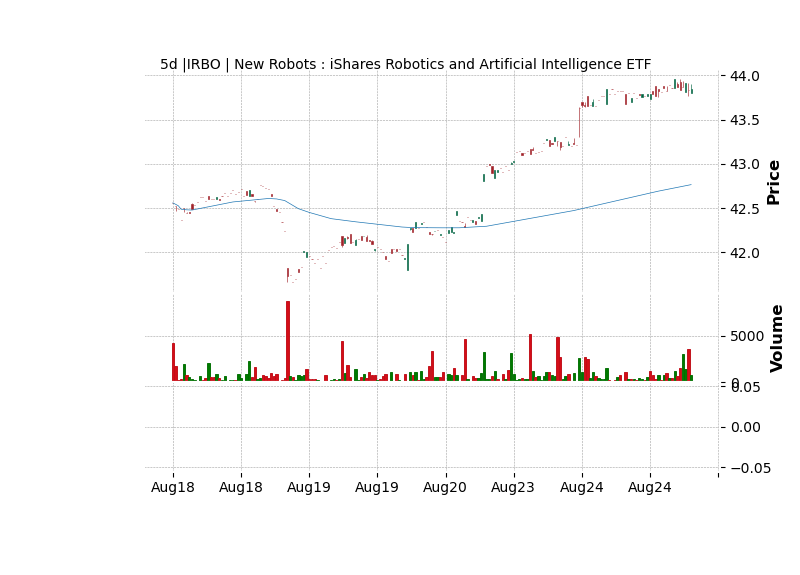 5d |IRBO | New Robots : iShares Robotics and Artificial Intelligence ETF
44.0
43.5
43.0
42.5
42.0
Price
5000
0
Volume
0.05
0.00
−0.05
Aug18 Aug18 Aug19 Aug19 Aug20 Aug23 Aug24 Aug24